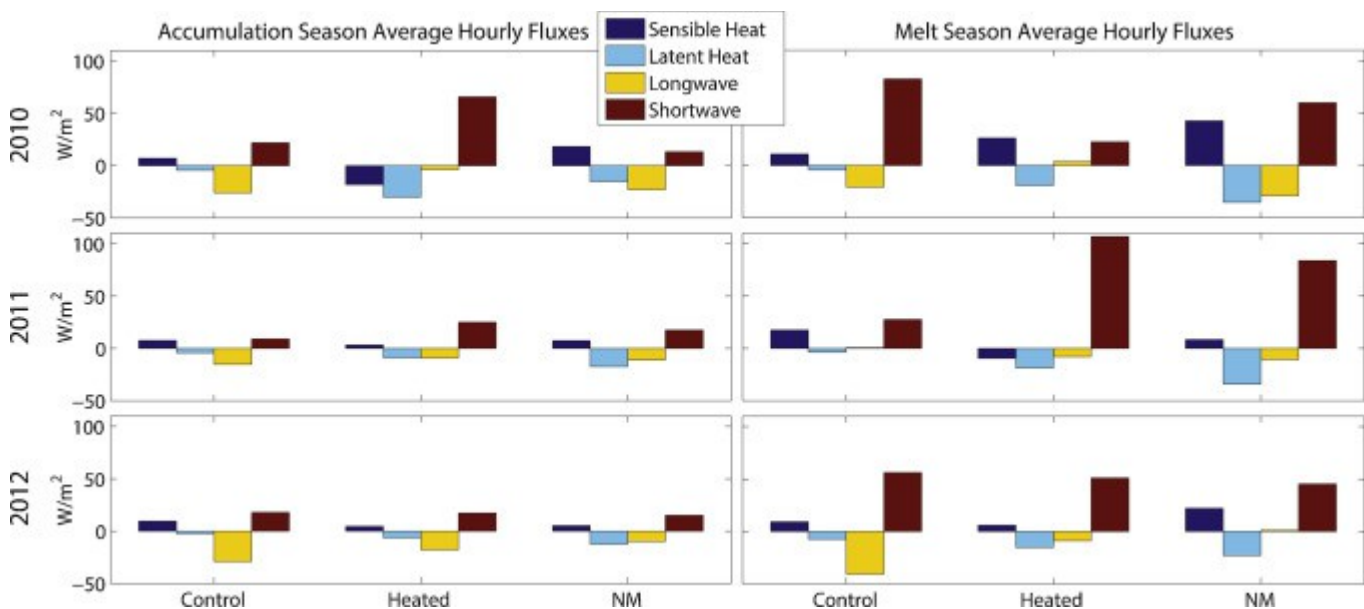 Accumulation Season Average Hourly Fluxes
Sensible Heat
Latent Heat
Longwave
Shortwave
Melt Season Average Hourly Fluxes
2010
W/m²
100
50
0
−50
2011
W/m²
100
50
0
−50
2012
W/m²
100
50
0
−50
Control Heated NM Control Heated NM